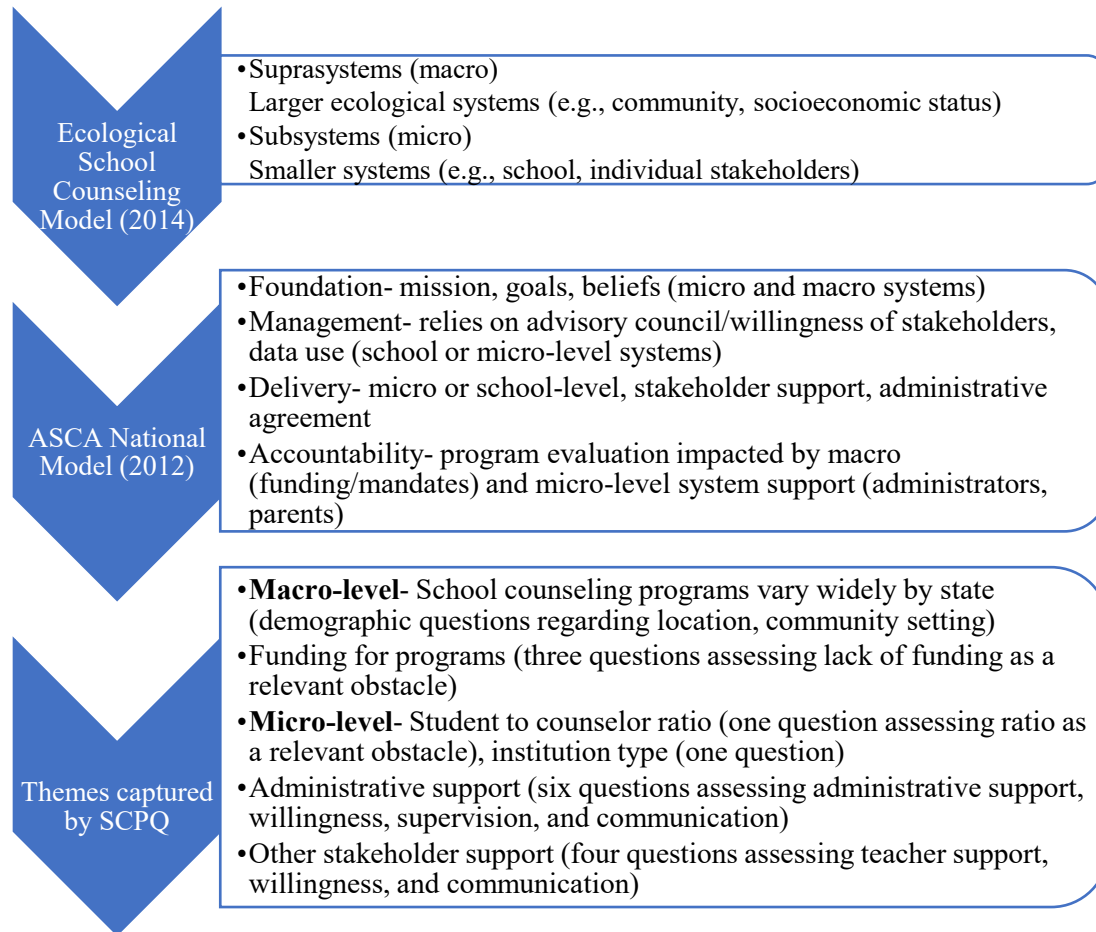 Ecological
School
Counseling
Model (2014)
•Suprasystems (macro)
Larger ecological systems (e.g., community, socioeconomic status)
•Subsystems (micro)
Smaller systems (e.g., school, individual stakeholders)
ASCA National
Model (2012)
•Foundation- mission, goals, beliefs (micro and macro systems)
•Management- relies on advisory council/willingness of stakeholders,
data use (school or micro-level systems)
•Delivery- micro or school-level, stakeholder support, administrative
agreement
•Accountability- program evaluation impacted by macro
(funding/mandates) and micro-level system support (administrators,
parents)
Themes captured
by SCPQ
•Macro-level- School counseling programs vary widely by state
(demographic questions regarding location, community setting)
•Funding for programs (three questions assessing lack of funding as a
relevant obstacle)
•Micro-level- Student to counselor ratio (one question assessing ratio as
a relevant obstacle), institution type (one question)
•Administrative support (six questions assessing administrative support,
willingness, supervision, and communication)
•Other stakeholder support (four questions assessing teacher support,
willingness, and communication)